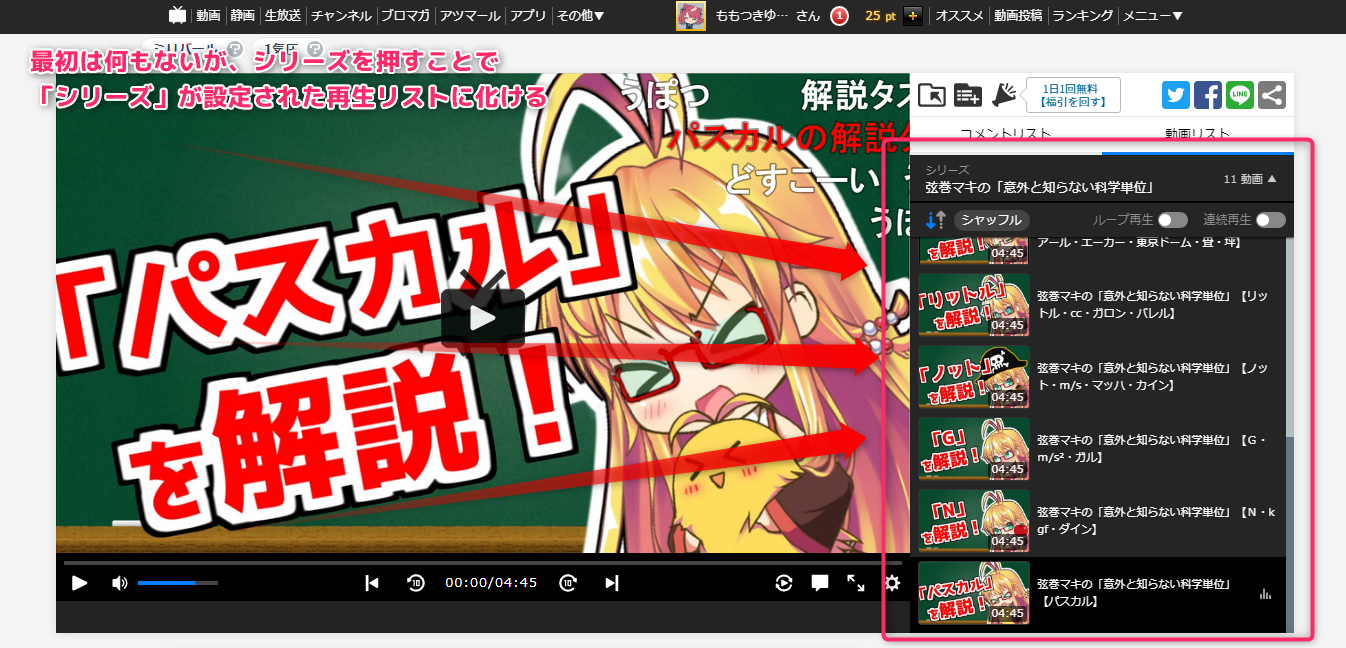 動画 静画 生放送 チャンネル ブロマガ アツマール アプリ その他▼
ももつきゆ… さん 1 25 pt + オススメ 動画投稿 ランキング メニュー▼
ミリバール ? 1気圧 ?
最初は何もないが、シリーズを押すことで
「シリーズ」が設定された再生リストに化ける
うぽつ
解説タス
パスカルの解説
どすこーい
うぽ
「パスカル」
を解説！
10 00:00/04:45 10
1日1回無料
【福引を回す】
LINE
コメントリスト 動画リスト
シリーズ
弦巻マキの「意外と知らない科学単位」
11 動画 ▲
シャッフル ループ再生 連続再生
を解説！ 04:45
アール・エーカー・東京ドーム・畳・坪】
「リットル」
を解説！ 04:45
弦巻マキの「意外と知らない科学単位」【リッ
トル・cc・ガロン・バレル】
「ノット」
を解説！ 04:45
弦巻マキの「意外と知らない科学単位」【ノッ
ト・m/s・マッハ・カイン】
「G」
を解説！ 04:45
弦巻マキの「意外と知らない科学単位」【G・
m/s²・ガル】
「N」
を解説！ 04:45
弦巻マキの「意外と知らない科学単位」【N・k
gf・ダイン】
「パスカル」
を解説！ 04:45
弦巻マキの「意外と知らない科学単位」
【パスカル】